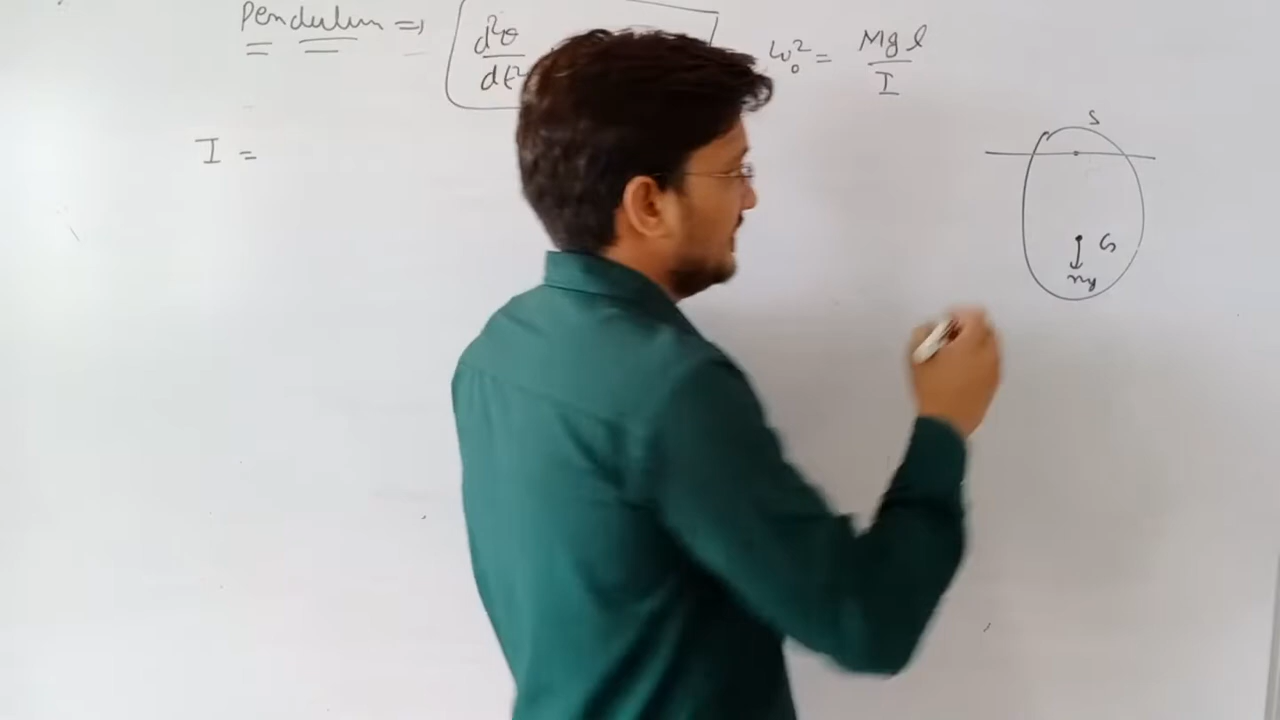 Pendulum ⇒ d²θ/dt² ω₀² = Mgl/I
I =
S
G
mg